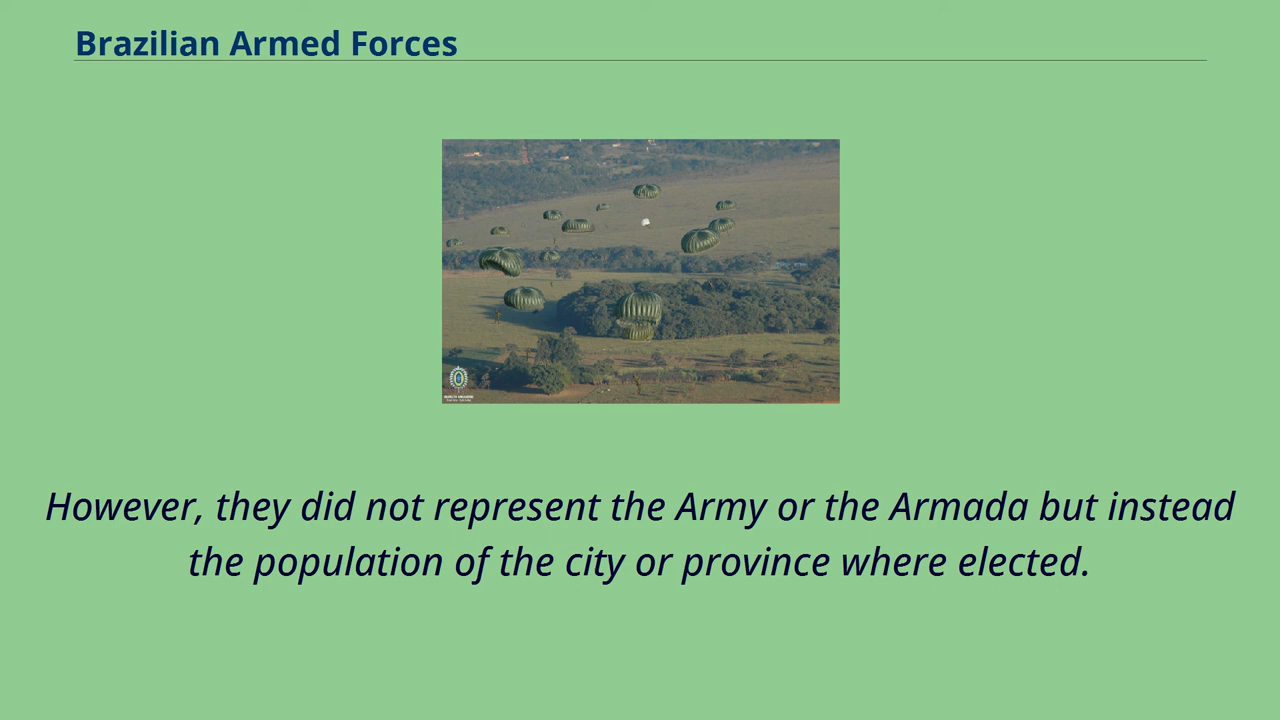 Brazilian Armed Forces
However, they did not represent the Army or the Armada but instead
the population of the city or province where elected.